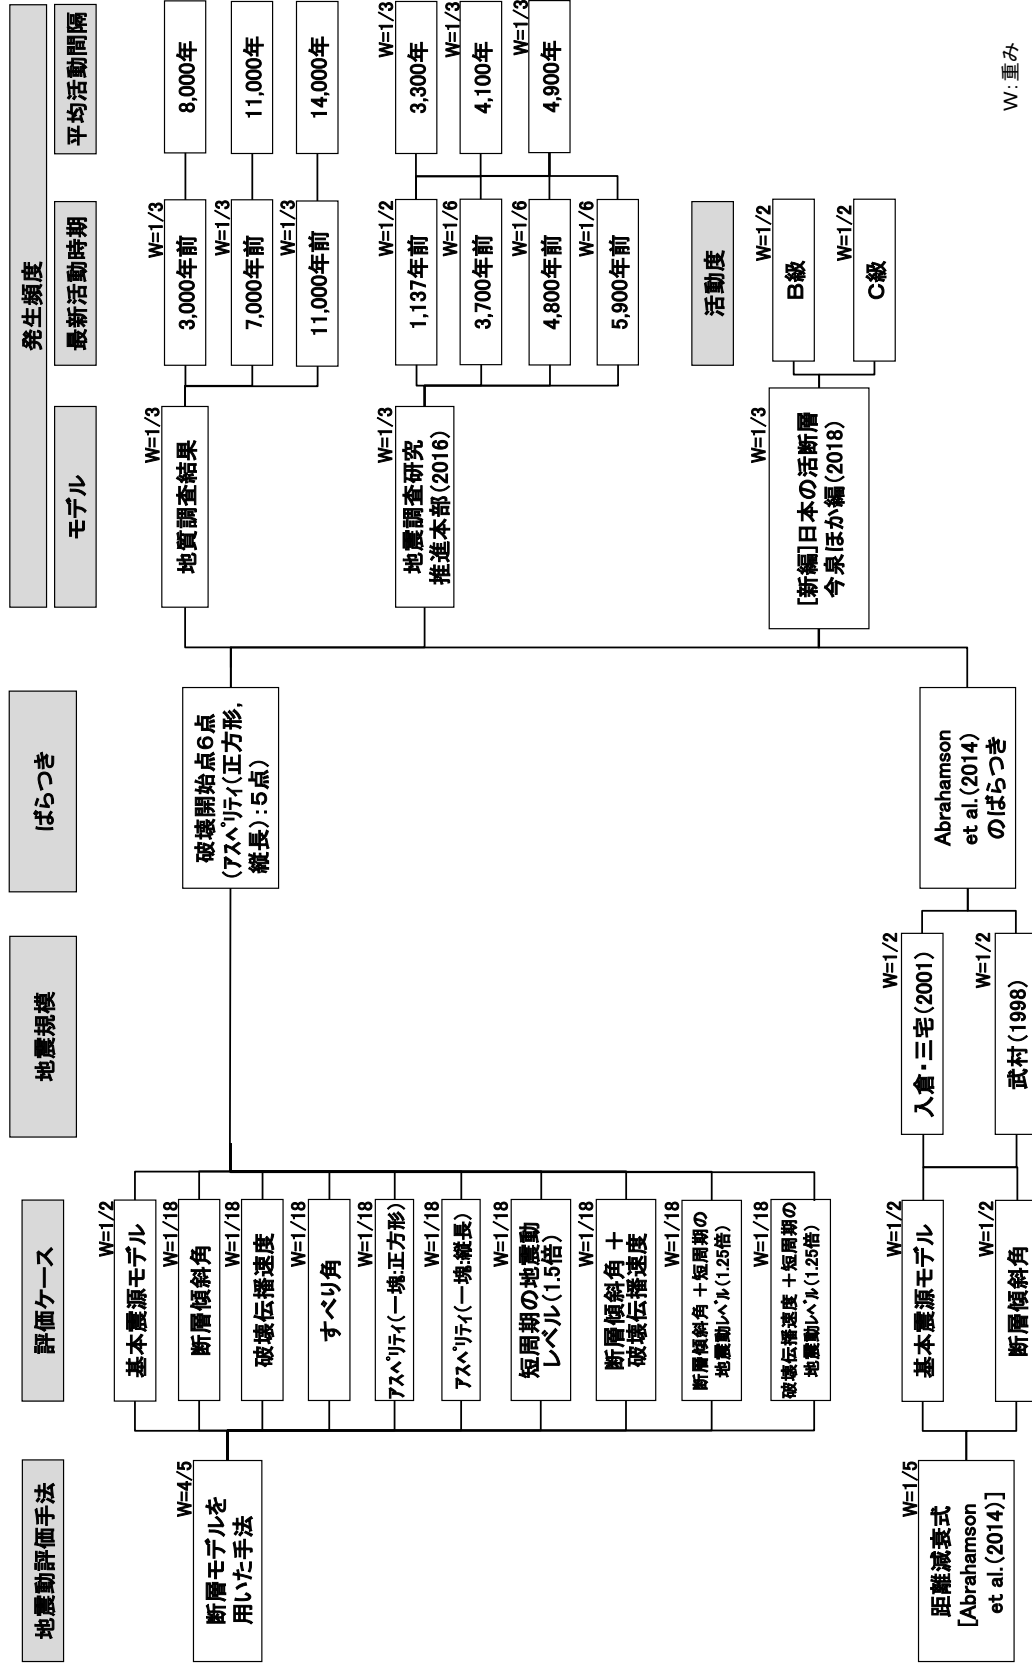 地震動評価手法
評価ケース
地震規模
ばらつき
発生頻度
モデル
最新活動時期
平均活動間隔
W=4/5
断層モデルを
用いた手法
W=1/2
基本震源モデル
W=1/18
断層傾斜角
W=1/18
破壊伝播速度
W=1/18
すべり角
W=1/18
アスペリティ(一塊:正方形)
W=1/18
アスペリティ(一塊:縦長)
W=1/18
短周期の地震動
レベル(1.5倍)
W=1/18
断層傾斜角 +
破壊伝播速度
W=1/18
断層傾斜角 +短周期の
地震動レベル(1.25倍)
W=1/18
破壊伝播速度 +短周期の
地震動レベル(1.25倍)
破壊開始点6点
(アスペリティ(正方形,
縦長):5点)
W=1/3
地質調査結果
W=1/3
3,000年前
8,000年
W=1/3
7,000年前
11,000年
W=1/3
11,000年前
14,000年
W=1/3
地震調査研究
推進本部(2016)
W=1/2
1,137年前
W=1/6
3,700年前
W=1/6
4,800年前
W=1/6
5,900年前
W=1/3
3,300年
W=1/3
4,100年
W=1/3
4,900年
W=1/3
[新編]日本の活断層
今泉ほか編(2018)
活動度
W=1/2
B級
W=1/2
C級
W=1/5
距離減衰式
[Abrahamson
et al.(2014)]
W=1/2
基本震源モデル
W=1/2
断層傾斜角
W=1/2
入倉・三宅(2001)
W=1/2
武村(1998)
Abrahamson
et al.(2014)
のばらつき
W:重み